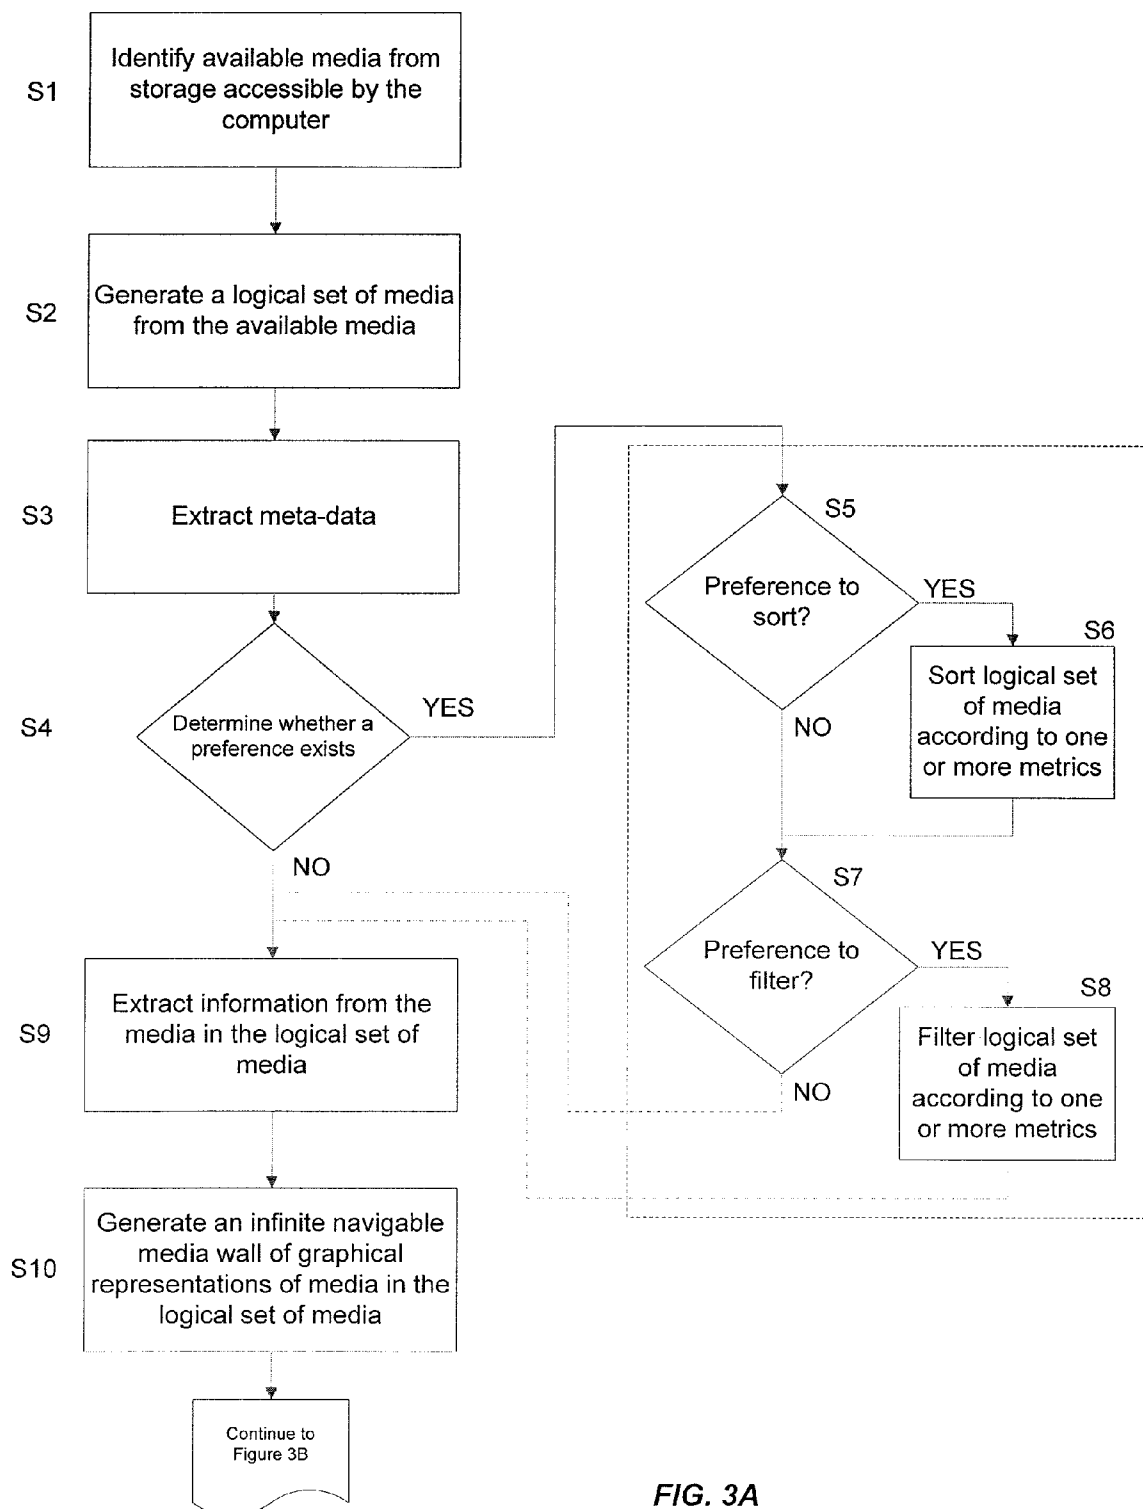 S1
Identify available media from
storage accessible by the
computer
S2
Generate a logical set of media
from the available media
S3
Extract meta-data
S4
Determine whether a
preference exists
YES
NO
S5
Preference to
sort?
YES
NO
S6
Sort logical set
of media
according to one
or more metrics
S7
Preference to
filter?
YES
NO
S8
Filter logical set
of media
according to one
or more metrics
S9
Extract information from the
media in the logical set of
media
S10
Generate an infinite navigable
media wall of graphical
representations of media in the
logical set of media
Continue to
Figure 3B
FIG. 3A